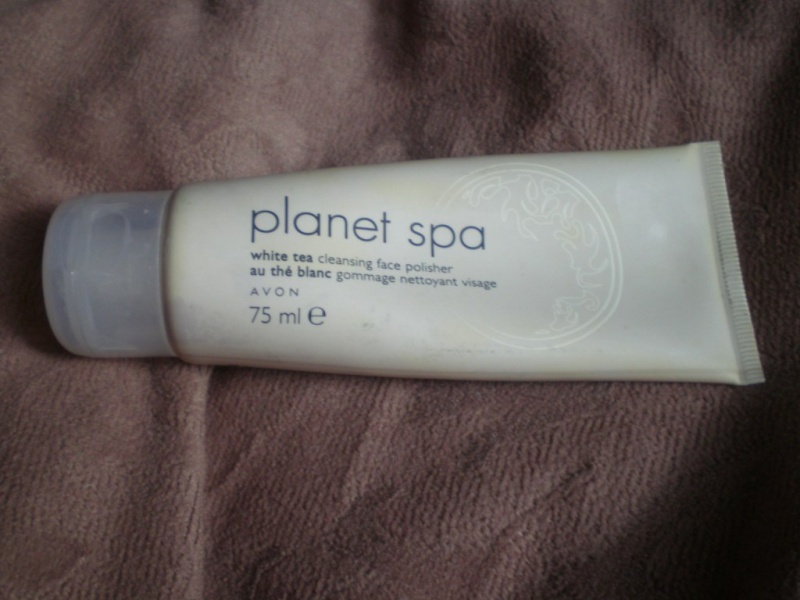 planet spa
white tea cleansing face polisher
au thé blanc gommage nettoyant visage
AVON
75 ml e